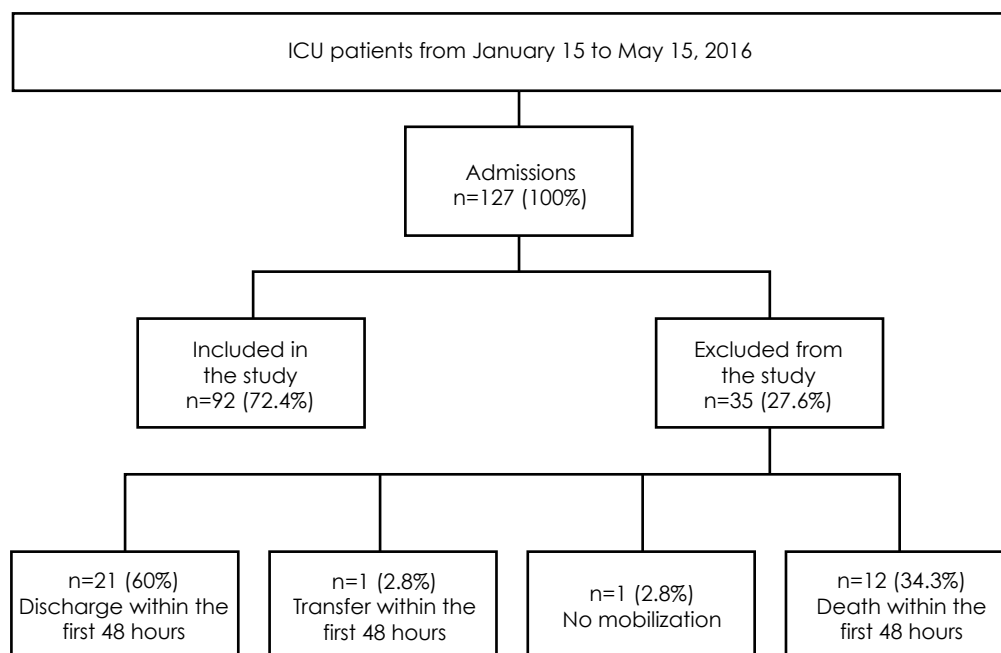 ICU patients from January 15 to May 15, 2016
Admissions
n=127 (100%)
Included in
the study
n=92 (72.4%)
Excluded from
the study
n=35 (27.6%)
n=21 (60%)
Discharge within the
first 48 hours
n=1 (2.8%)
Transfer within the
first 48 hours
n=1 (2.8%)
No mobilization
n=12 (34.3%)
Death within the
first 48 hours